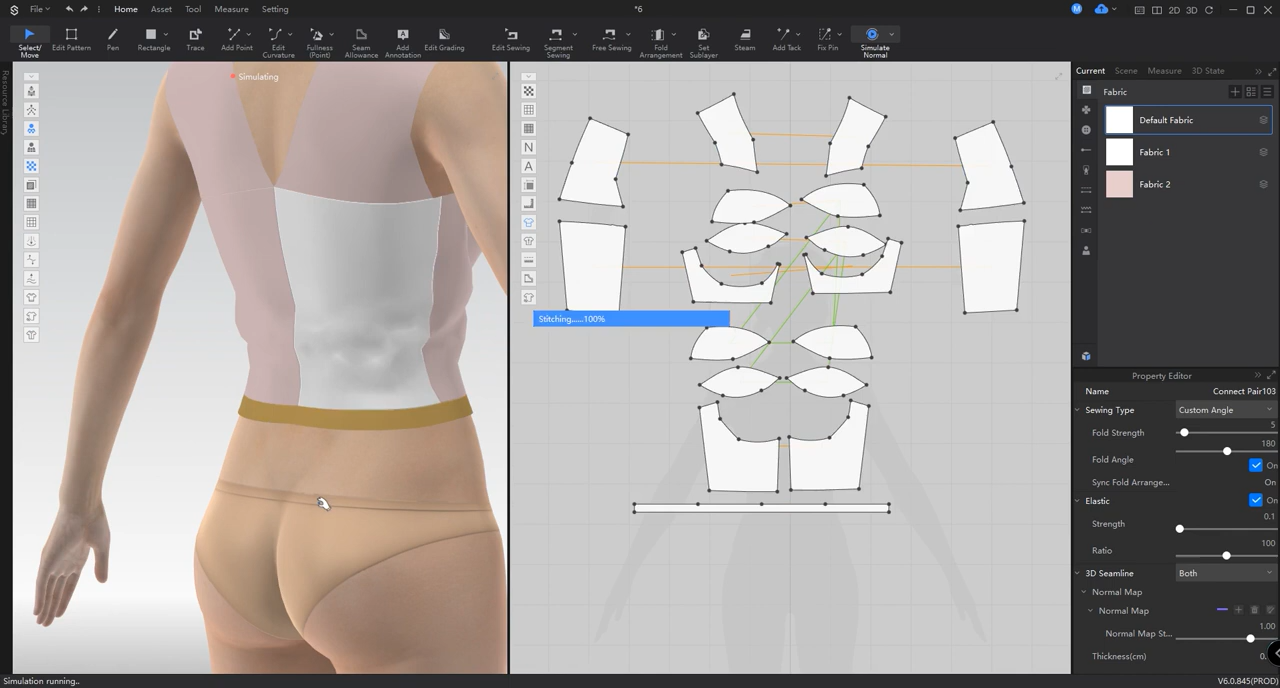 File
Home
Asset
Tool
Measure
Setting
*6
M
2D
3D
Select/
Move
Edit Pattern
Pen
Rectangle
Trace
Add Point
Edit
Curvature
Fullness
(Point)
Seam
Allowance
Add
Annotation
Edit Grading
Edit Sewing
Segment
Sewing
Free Sewing
Fold
Arrangement
Set
Sublayer
Steam
Add Tack
Fix Pin
Simulate
Normal
Resource Library
Simulating
N
A
Stitching......100%
Current
Scene
Measure
3D State
Fabric
Default Fabric
Fabric 1
Fabric 2
Property Editor
Name
Connect Pair103
Sewing Type
Custom Angle
Fold Strength
5
Fold Angle
180
On
Sync Fold Arrange...
On
Elastic
On
Strength
0.1
Ratio
100
3D Seamline
Both
Normal Map
Normal Map
Normal Map St...
1.00
Thickness(cm)
0.
Simulation running..
V6.0.845(PROD)